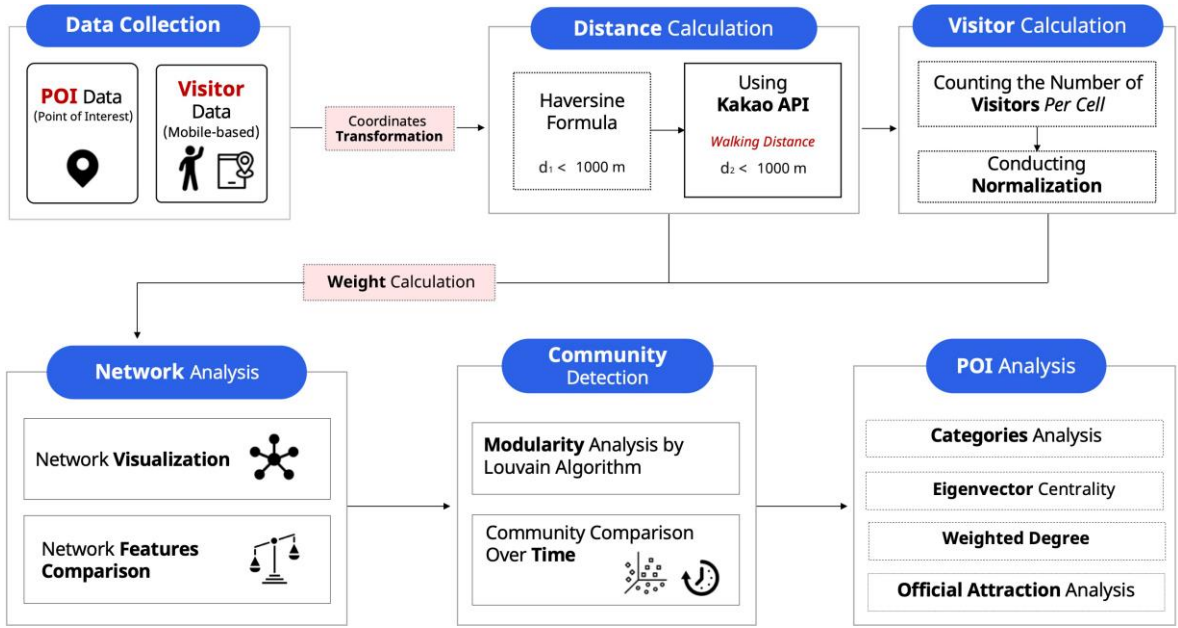 Data Collection
POI Data
(Point of Interest)
Visitor
Data
(Mobile-based)
Coordinates
Transformation
Distance Calculation
Haversine
Formula
d₁ < 1000 m
Using
Kakao API
Walking Distance
d₂ < 1000 m
Visitor Calculation
Counting the Number of
Visitors Per Cell
Conducting
Normalization
Weight Calculation
Network Analysis
Network Visualization
Network Features
Comparison
Community
Detection
Modularity Analysis by
Louvain Algorithm
Community Comparison
Over Time
POI Analysis
Categories Analysis
Eigenvector Centrality
Weighted Degree
Official Attraction Analysis